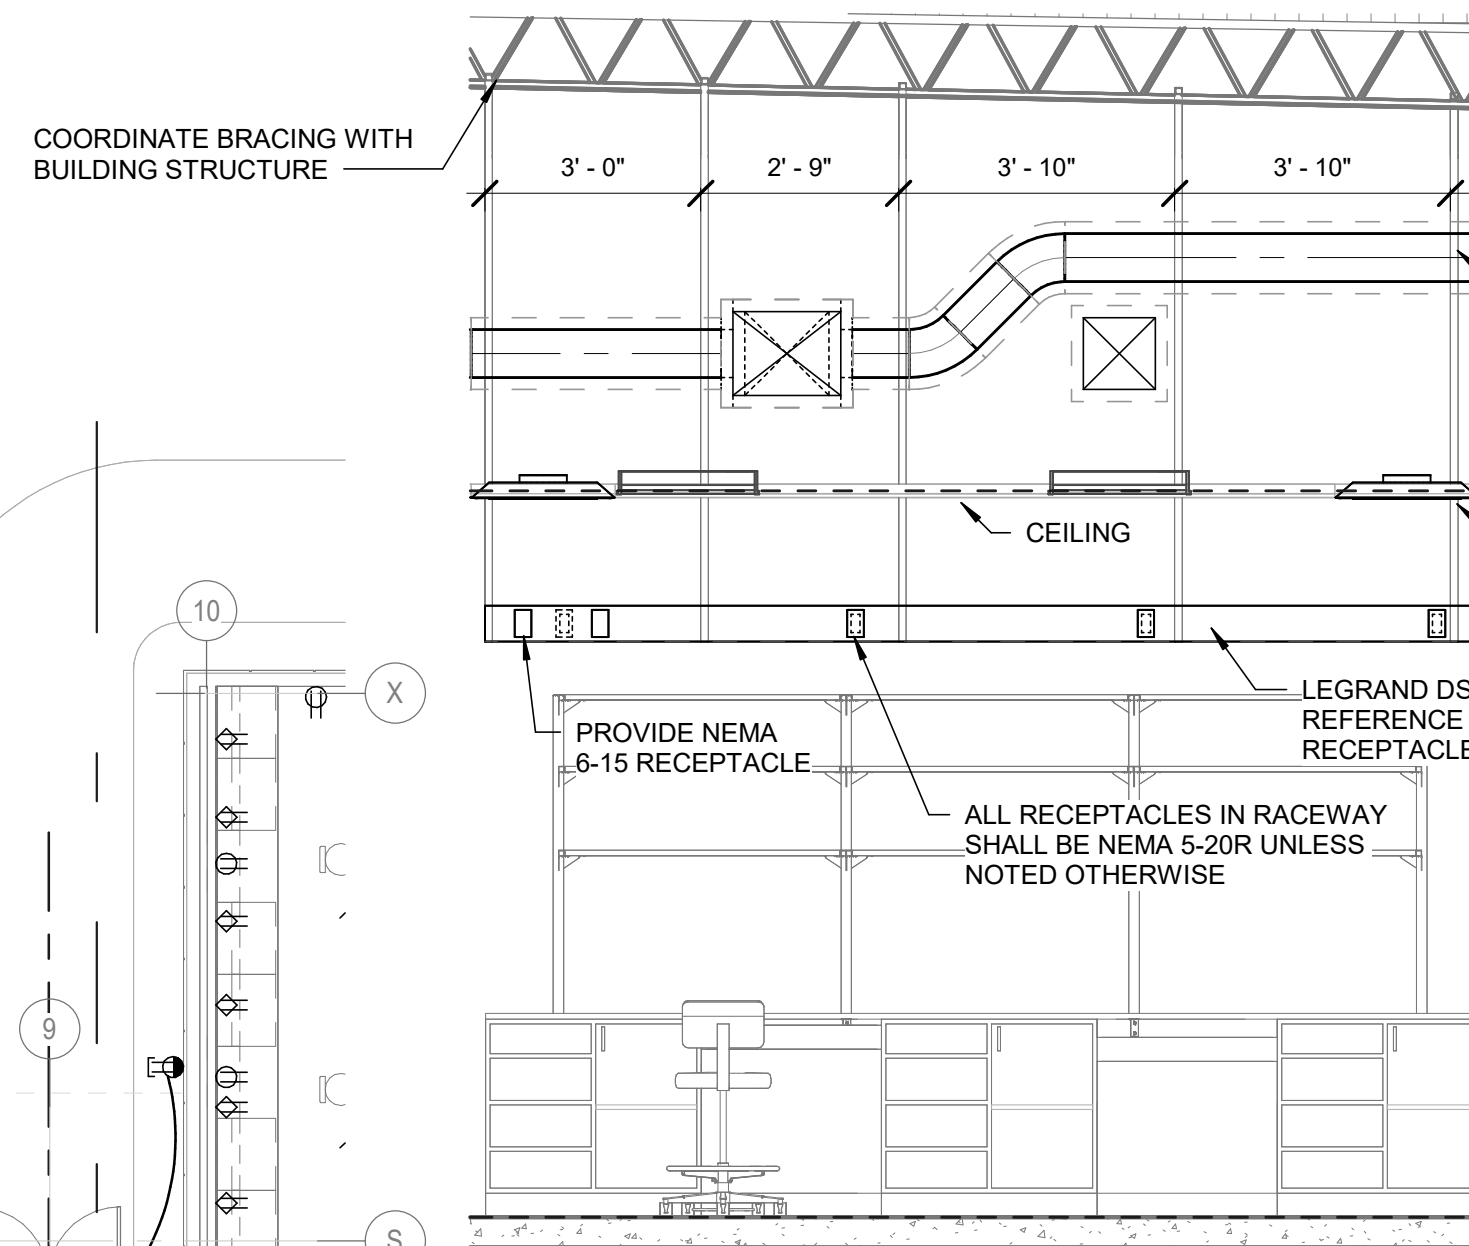 COORDINATE BRACING WITH
BUILDING STRUCTURE
3' - 0"
2' - 9"
3' - 10"
3' - 10"
CEILING
10
X
LEGRAND DS
REFERENCE
RECEPTACLE
PROVIDE NEMA
6-15 RECEPTACLE
ALL RECEPTACLES IN RACEWAY
SHALL BE NEMA 5-20R UNLESS
NOTED OTHERWISE
9
S